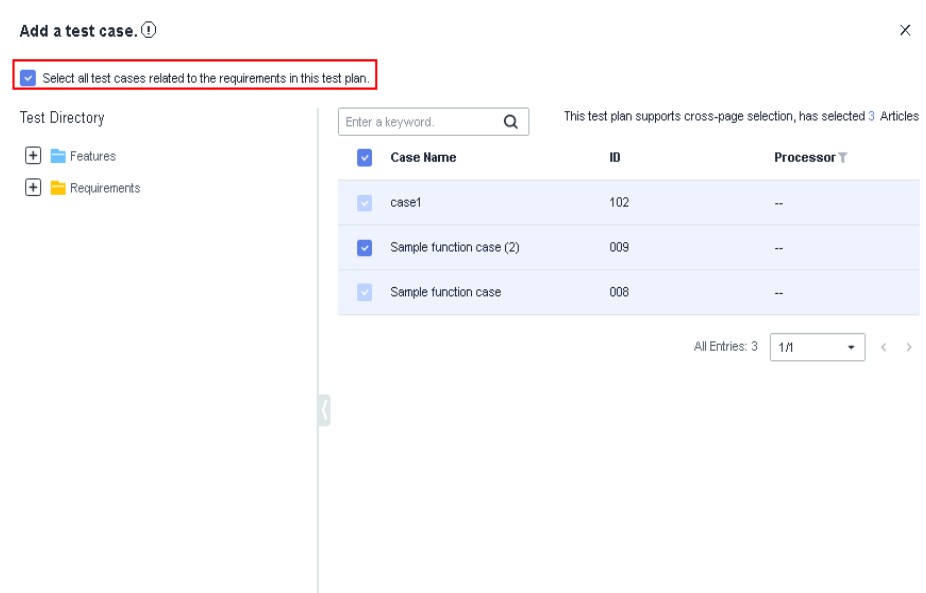 Add a test case.
Select all test cases related to the requirements in this test plan.
Test Directory
Features
Requirements
Enter a keyword.
This test plan supports cross-page selection, has selected 3 Articles
Case Name ID Processor
case1 102 --
Sample function case (2) 009 --
Sample function case 008 --
All Entries: 3 1/1